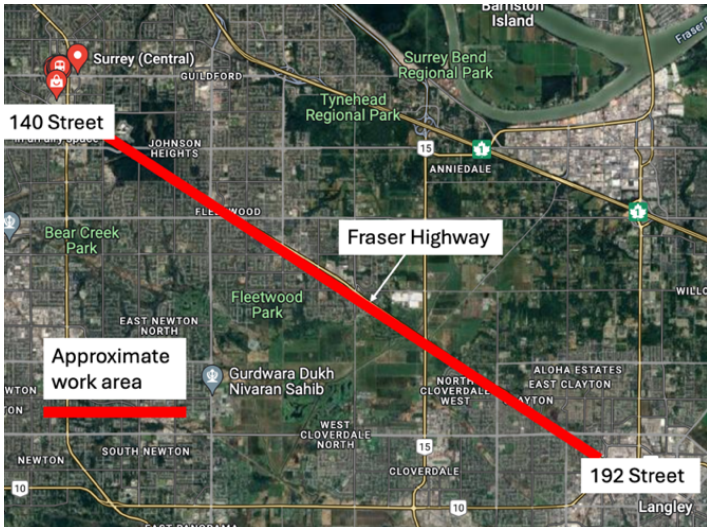 Barnston
Island
Fraser
Surrey (Central)
GUILDFORD
Surrey Bend
Regional Park
Tynehead
Regional Park
140 Street
JOHNSON
HEIGHTS
15
1
ANNIEDALE
FLEETWOOD
1
Bear Creek
Park
Fraser Highway
Fleetwood
Park
WILLO
EAST NEWTON
NORTH
Approximate
work area
Gurdwara Dukh
Nivaran Sahib
ALOHA ESTATES
NORTH
CLOVERDALE
WEST
EAST CLAYTON
WEST
CLOVERDALE
NORTH
SOUTH NEWTON
NEWTON
15
CLOVERDALE
192 Street
10
10
Langley